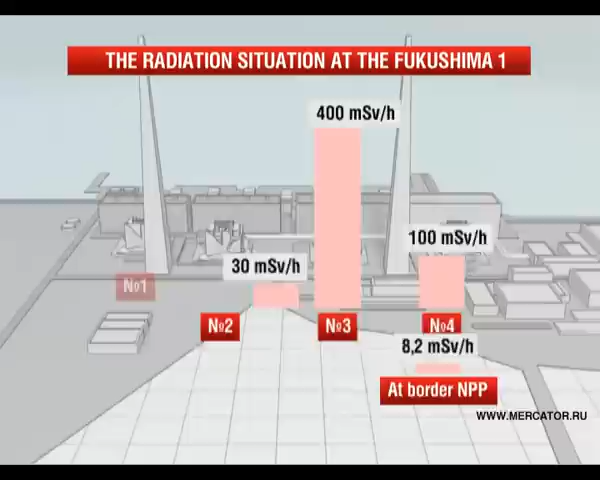 THE RADIATION SITUATION AT THE FUKUSHIMA 1
400 mSv/h
100 mSv/h
30 mSv/h
№1
№2
№3
№4
8,2 mSv/h
At border NPP
WWW.MERCATOR.RU